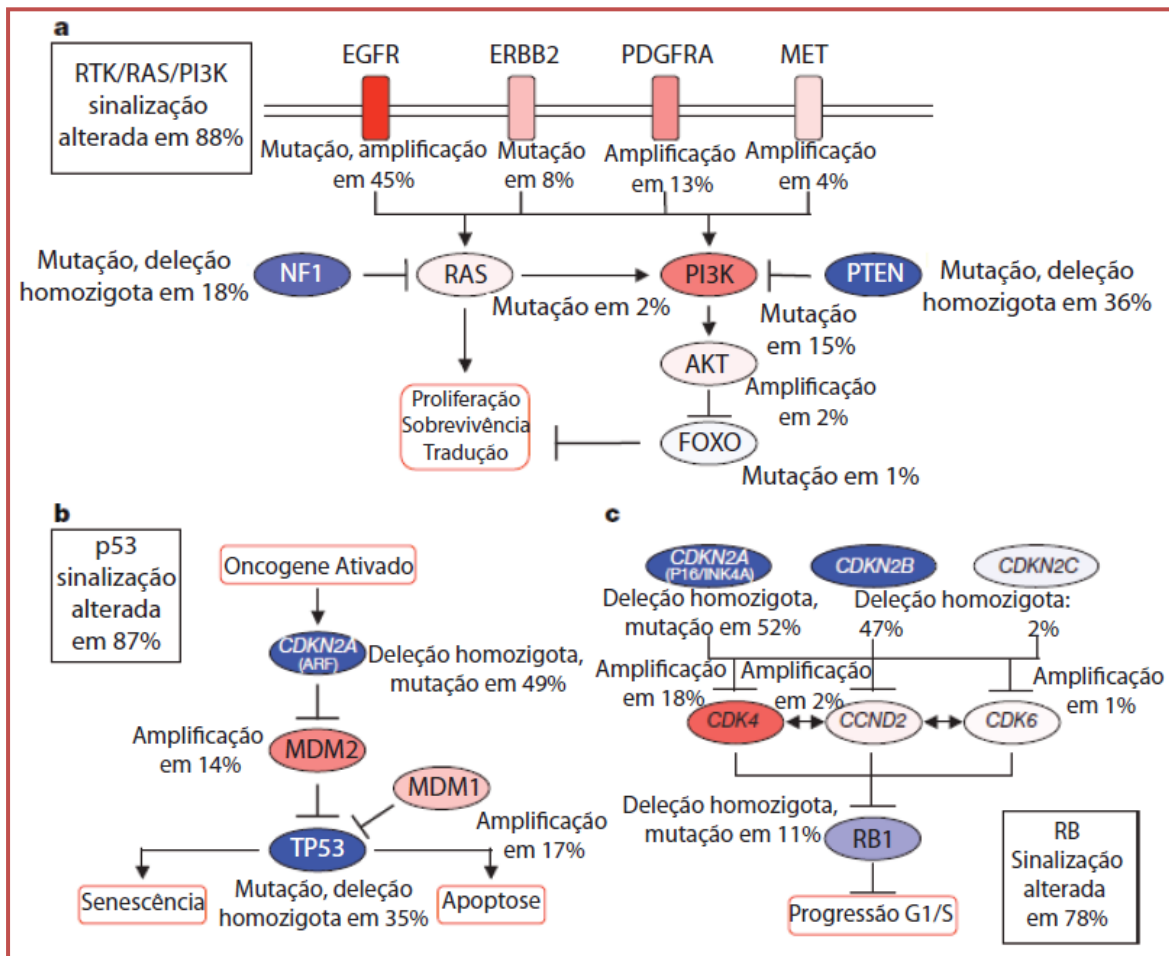 a
RTK/RAS/PI3K
sinalização
alterada em 88%
EGFR
ERBB2
PDGFRA
MET
Mutação, amplificação
em 45%
Mutação
em 8%
Amplificação
em 13%
Amplificação
em 4%
Mutação, deleção
homozigota em 18%
NF1
RAS
Mutação em 2%
PI3K
Mutação
em 15%
PTEN
Mutação, deleção
homozigota em 36%
AKT
Amplificação
em 2%
Proliferação
Sobrevivência
Tradução
FOXO
Mutação em 1%
b
p53
sinalização
alterada
em 87%
Oncogene Ativado
CDKN2A
(ARF)
Deleção homozigota,
mutação em 49%
Amplificação
em 14%
MDM2
MDM1
Amplificação
em 17%
TP53
Senescência
Mutação, deleção
homozigota em 35%
Apoptose
c
CDKN2A
(P16/INK4A)
CDKN2B
CDKN2C
Deleção homozigota,
mutação em 52%
Deleção homozigota:
47%
2%
Amplificação
em 18%
Amplificação
em 2%
Amplificação
em 1%
CDK4
CCND2
CDK6
Deleção homozigota,
mutação em 11%
RB1
Progressão G1/S
RB
Sinalização
alterada
em 78%